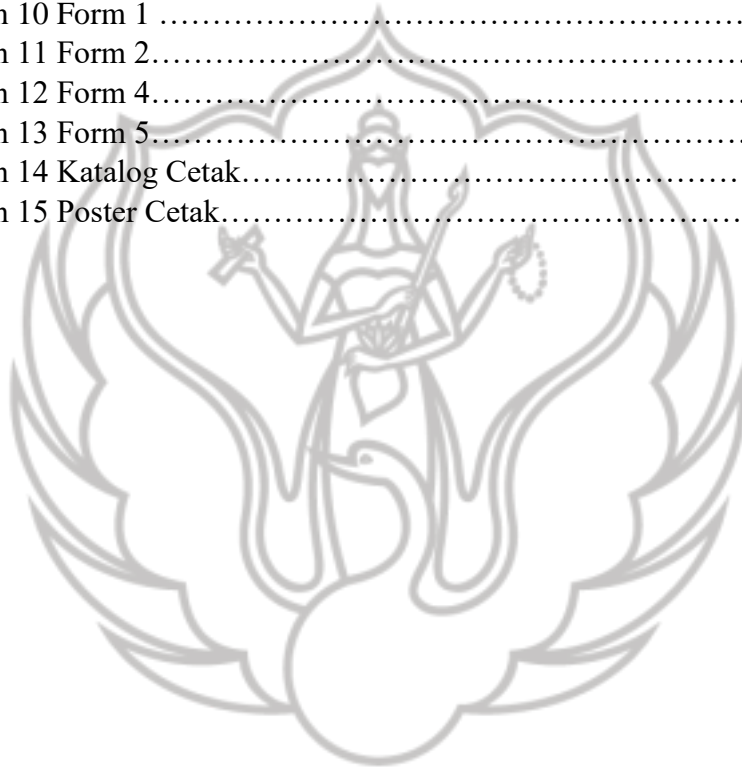 n 10 Form 1 ……………………………………………………
n 11 Form 2……………………………………………………
n 12 Form 4……………………………………………………
n 13 Form 5……………………………………………………
n 14 Katalog Cetak……………………………………………
n 15 Poster Cetak………………………………………………